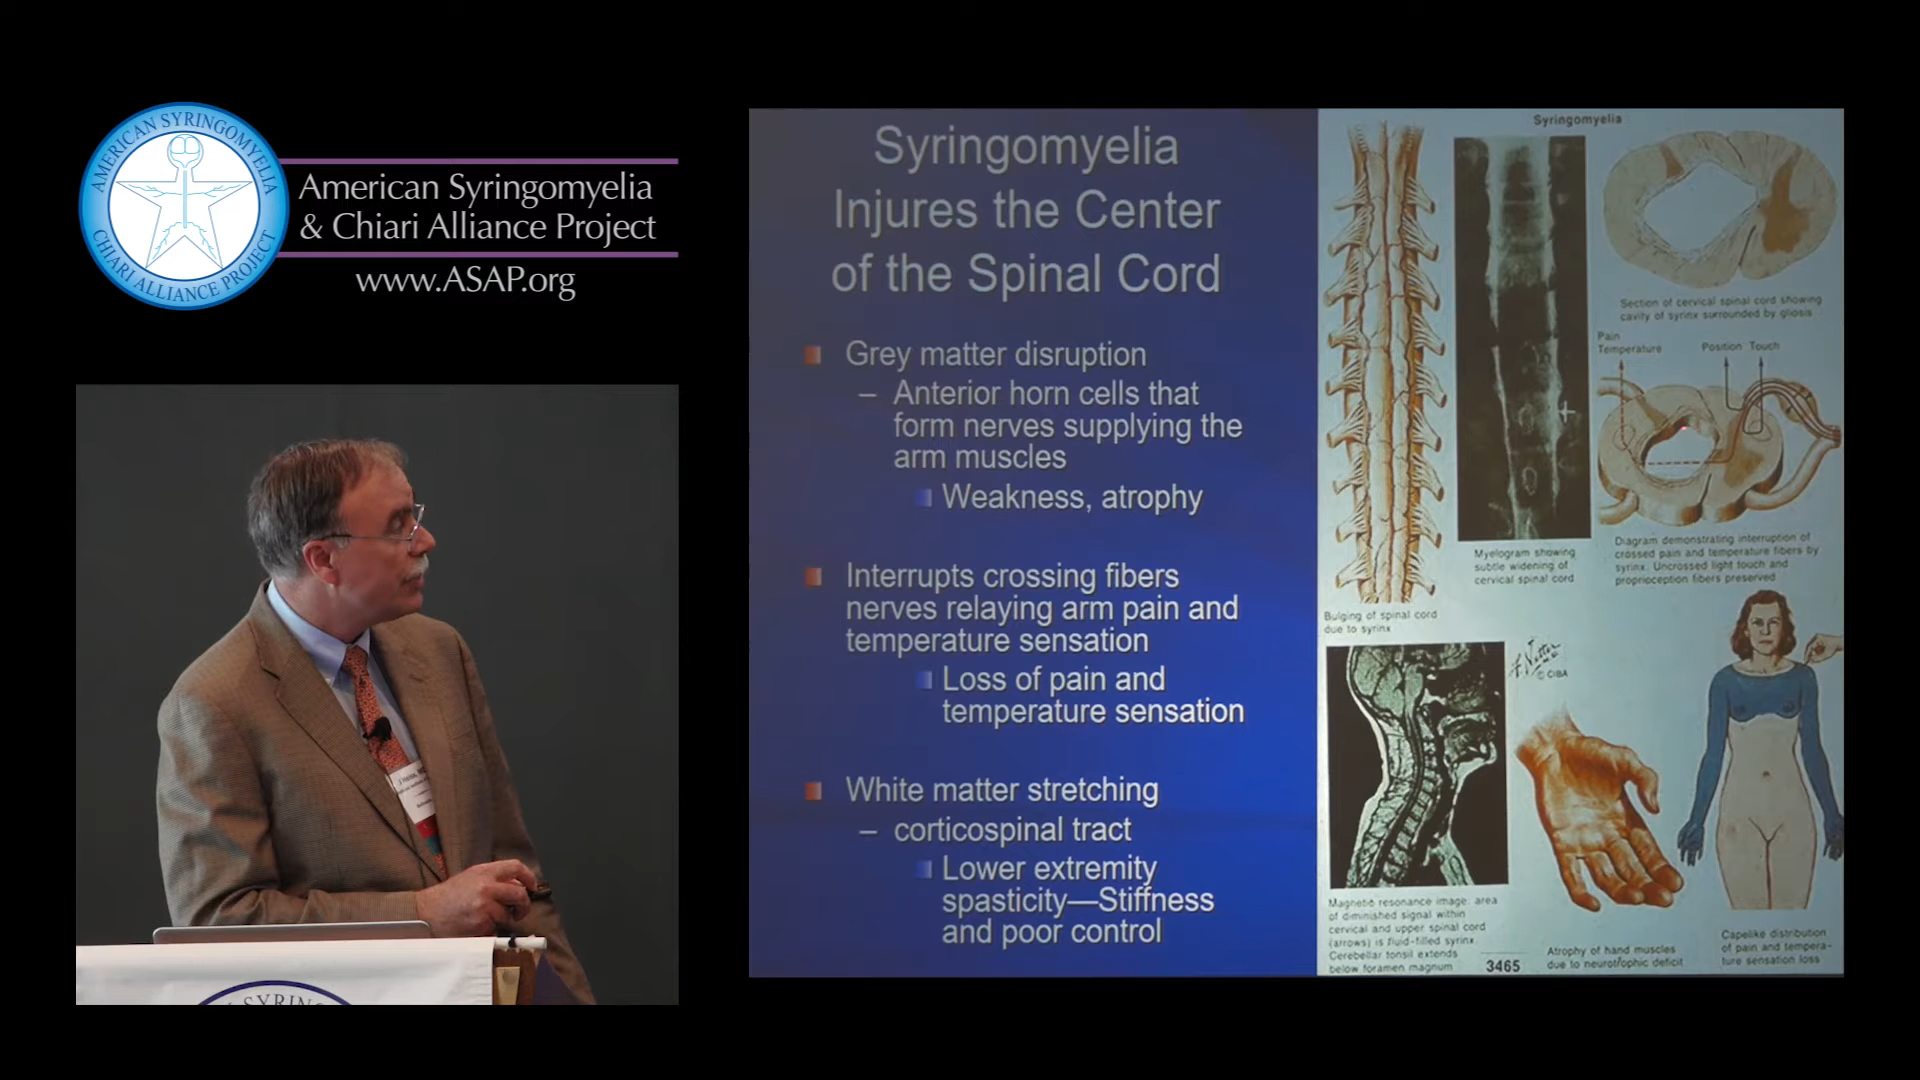 AMERICAN SYRINGOMYELIA
CHIARI ALLIANCE PROJECT
American Syringomyelia
& Chiari Alliance Project
www.ASAP.org
Syringomyelia
Injures the Center
of the Spinal Cord
Grey matter disruption
– Anterior horn cells that
form nerves supplying the
arm muscles
Weakness, atrophy
Interrupts crossing fibers
nerves relaying arm pain and
temperature sensation
Loss of pain and
temperature sensation
White matter stretching
– corticospinal tract
Lower extremity
spasticity—Stiffness
and poor control
Syringomyelia
Section of cervical spinal cord showing
cavity of syrinx surrounded by gliosis
Pain
Temperature
Position Touch
Myelogram showing
subtle widening of
cervical spinal cord
Diagram demonstrating interruption of
crossed pain and temperature fibers by
syrinx. Uncrossed light touch and
proprioception fibers preserved
Bulging of spinal cord
due to syrinx
F. Netter
© CIBA
Magnetic resonance image: area
of diminished signal within
cervical and upper spinal cord
(arrows) is fluid-filled syrinx
Cerebellar tonsil extends
below foramen magnum
3465
Atrophy of hand muscles
due to neurotrophic deficit
Capelike distribution
of pain and tempera-
ture sensation loss